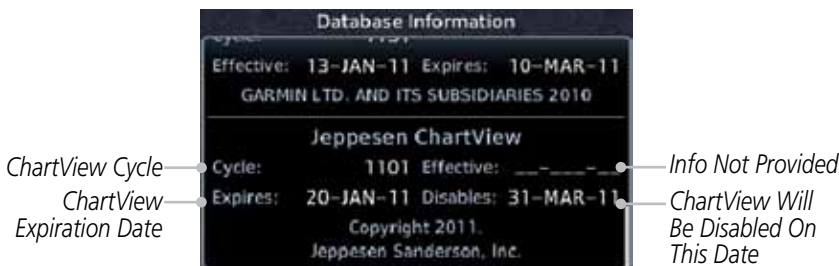 Database Information
Effective: 13-JAN-11 Expires: 10-MAR-11
GARMIN LTD. AND ITS SUBSIDIARIES 2010
Jeppesen ChartView
ChartView Cycle Cycle: 1101 Effective: __-___-__ Info Not Provided
ChartView Expiration Date Expires: 20-JAN-11 Disables: 31-MAR-11 ChartView Will Be Disabled On This Date
Copyright 2011.
Jeppesen Sanderson, Inc.